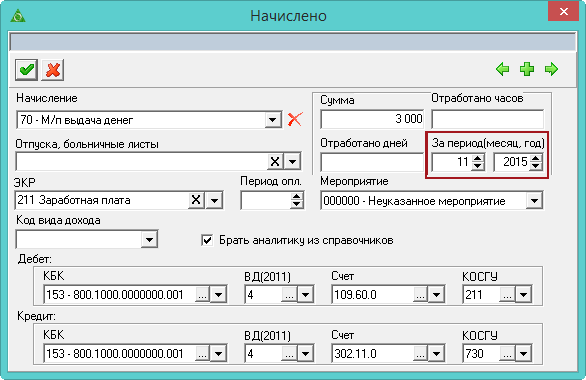 Начислено
Начисление
Сумма
Отработано часов
70 - М/п выдача денег
3 000
Отпуска, больничные листы
Отработано дней
За период(месяц, год)
11
2015
ЭКР
Период опл.
Мероприятие
211 Заработная плата
000000 - Неуказанное мероприятие
Код вида дохода
Брать аналитику из справочников
Дебет:
КБК
ВД(2011)
Счет
КОСГУ
153 - 800.1000.0000000.001
4
109.60.0
211
Кредит:
КБК
ВД(2011)
Счет
КОСГУ
153 - 800.1000.0000000.001
4
302.11.0
730